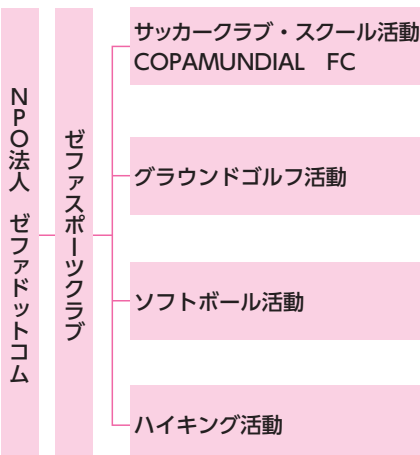 NPO法人　ゼファドットコム
ゼファスポーツクラブ
サッカークラブ・スクール活動
COPAMUNDIAL　FC
グラウンドゴルフ活動
ソフトボール活動
ハイキング活動